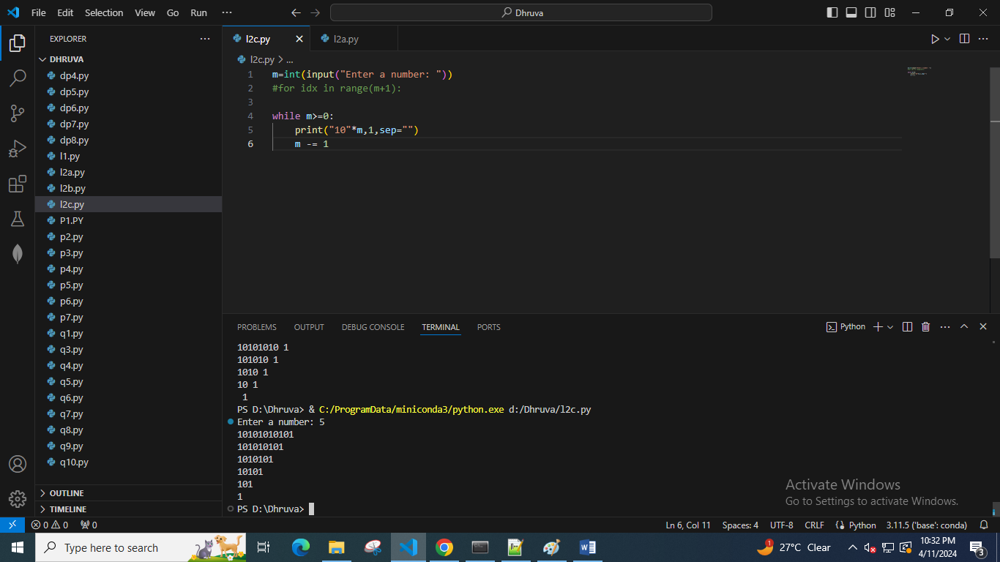 File Edit Selection View Go Run ···
Dhruva
EXPLORER
DHRUVA
dp4.py
dp5.py
dp6.py
dp7.py
dp8.py
l1.py
l2a.py
l2b.py
l2c.py
P1.PY
p2.py
p3.py
p4.py
p5.py
p6.py
p7.py
q1.py
q3.py
q4.py
q5.py
q6.py
q7.py
q8.py
q9.py
q10.py
OUTLINE
TIMELINE
l2c.py l2a.py
l2c.py > ...
1 m=int(input("Enter a number: "))
2 #for idx in range(m+1):
3
4 while m>=0:
5 print("10"*m,1,sep="")
6 m -= 1
PROBLEMS OUTPUT DEBUG CONSOLE TERMINAL PORTS
Python
10101010 1
101010 1
1010 1
10 1
1
PS D:\Dhruva> & C:/ProgramData/miniconda3/python.exe d:/Dhruva/l2c.py
Enter a number: 5
10101010101
101010101
1010101
10101
101
1
PS D:\Dhruva>
Activate Windows
Go to Settings to activate Windows.
0 0 0
Ln 6, Col 11 Spaces: 4 UTF-8 CRLF Python 3.11.5 ('base': conda)
Type here to search
1
27°C Clear
10:32 PM
4/11/2024
3